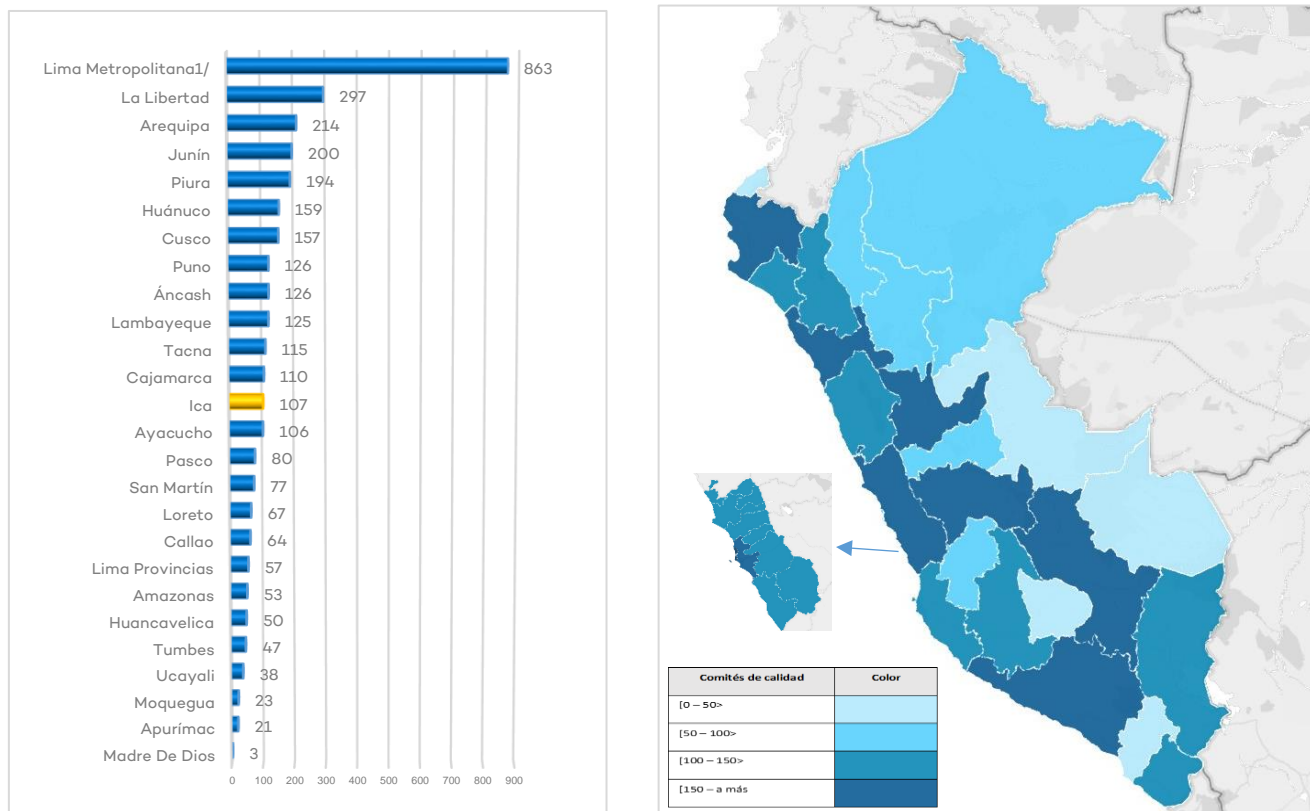 Lima Metropolitana1/ 863
La Libertad 297
Arequipa 214
Junín 200
Piura 194
Huánuco 159
Cusco 157
Puno 126
Áncash 126
Lambayeque 125
Tacna 115
Cajamarca 110
Ica 107
Ayacucho 106
Pasco 80
San Martín 77
Loreto 67
Callao 64
Lima Provincias 57
Amazonas 53
Huancavelica 50
Tumbes 47
Ucayali 38
Moquegua 23
Apurímac 21
Madre De Dios 3
0 100 200 300 400 500 600 700 800 900
Comités de calidad Color
[0 – 50>
[50 – 100>
[100 – 150>
[150 – a más